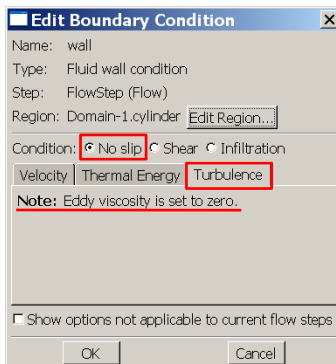 Edit Boundary Condition
Name: wall
Type: Fluid wall condition
Step: FlowStep (Flow)
Region: Domain-1.cylinder Edit Region...
Condition: No slip Shear Infiltration
Velocity Thermal Energy Turbulence
Note: Eddy viscosity is set to zero.
Show options not applicable to current flow steps
OK Cancel